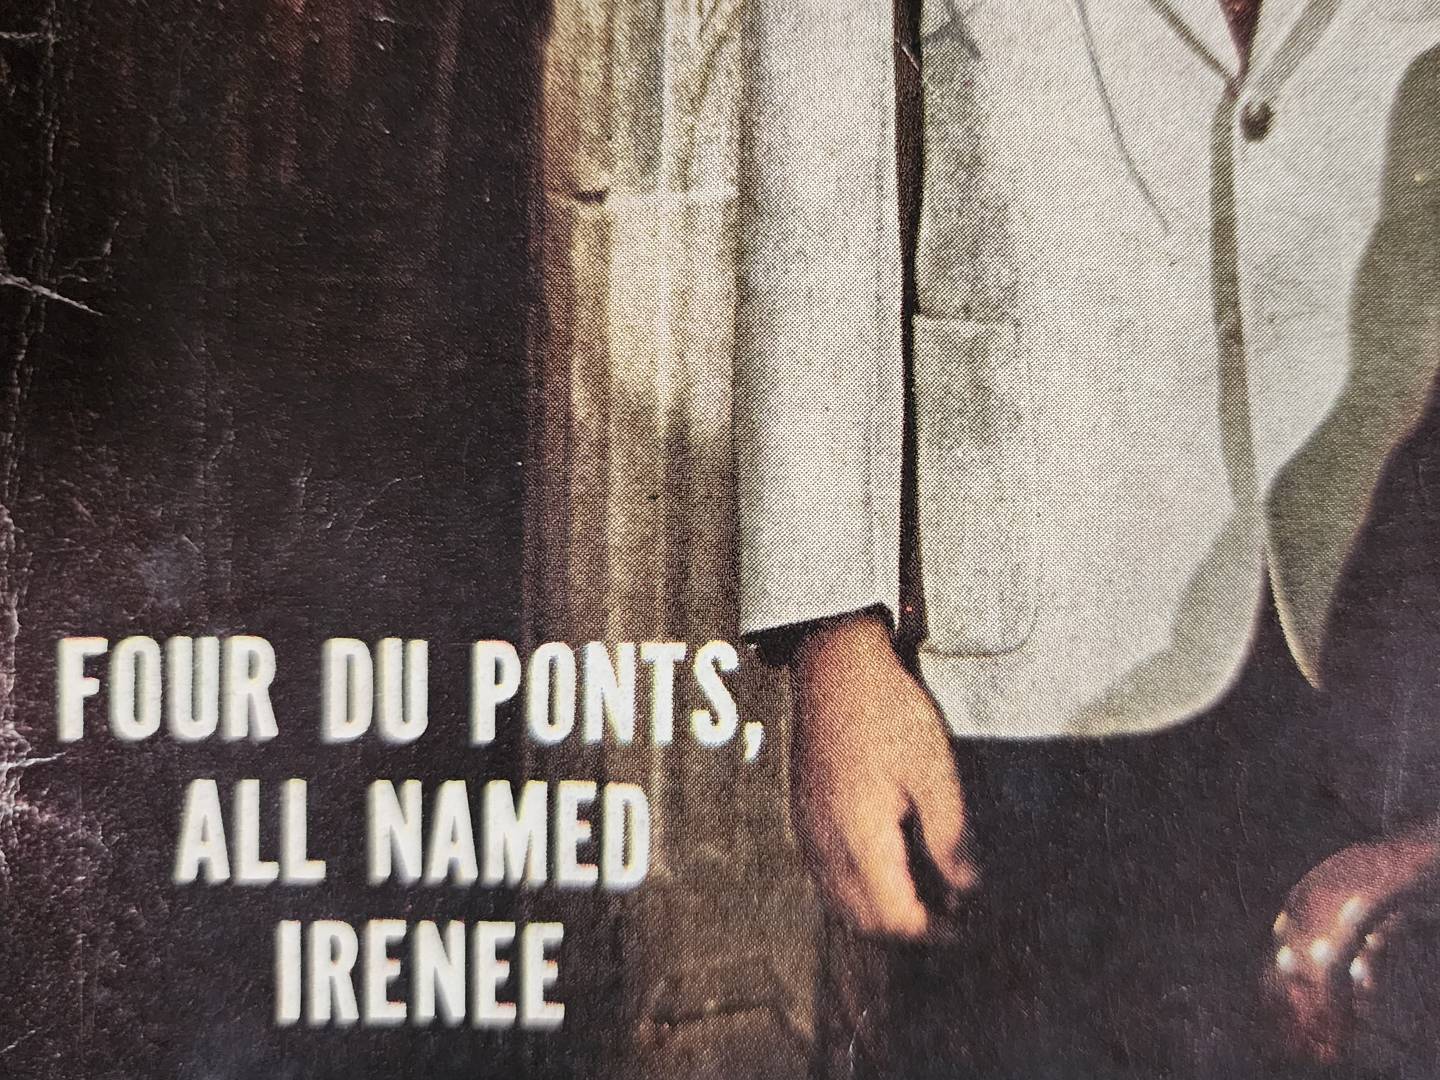 FOUR DU PONTS,
ALL NAMED
IRENEE